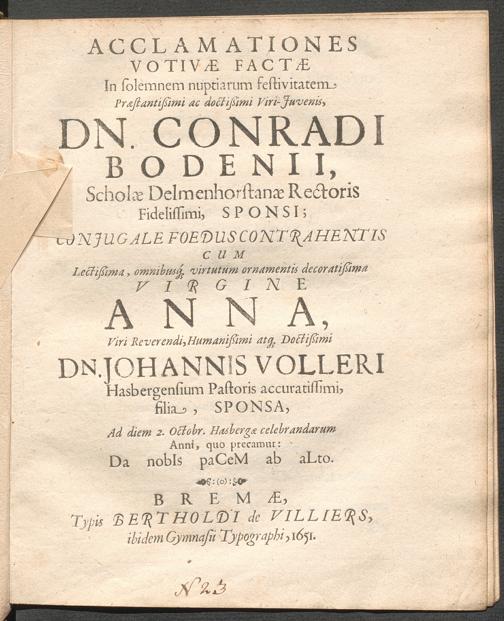 ACCLAMATIONES
VOTIVÆ FACTÆ
In ſolemnem nuptiarum feſtivitatem,
Præſtantißimi ac doctißimi Viri-Juvenis,
DN. CONRADI
BODENII,
Scholæ Delmenhorſtanæ Rectoris
Fideliſſimi, SPONSI;
CONJUGALE FOEDUS CONTRAHENTIS
CUM
Lectißima, omnibusq́; virtutum ornamentis decoratißima
VIRGINE
ANNA,
Viri Reverendi, Humanißimi atq; Doctißimi
DN. JOHANNIS VOLLERI
Hasbergenſium Paſtoris accuratiſſimi,
filia, SPONSA,
Ad diem 2. Octobr. Hasbergæ celebrandarum
Anni, quo precamur:
Da nobIs paCeM ab aLto.
:(o):
BREMÆ,
Typis BERTHOLDI de VILLIERS,
ibidem Gymnaſii Typographi, 1651.
N 23